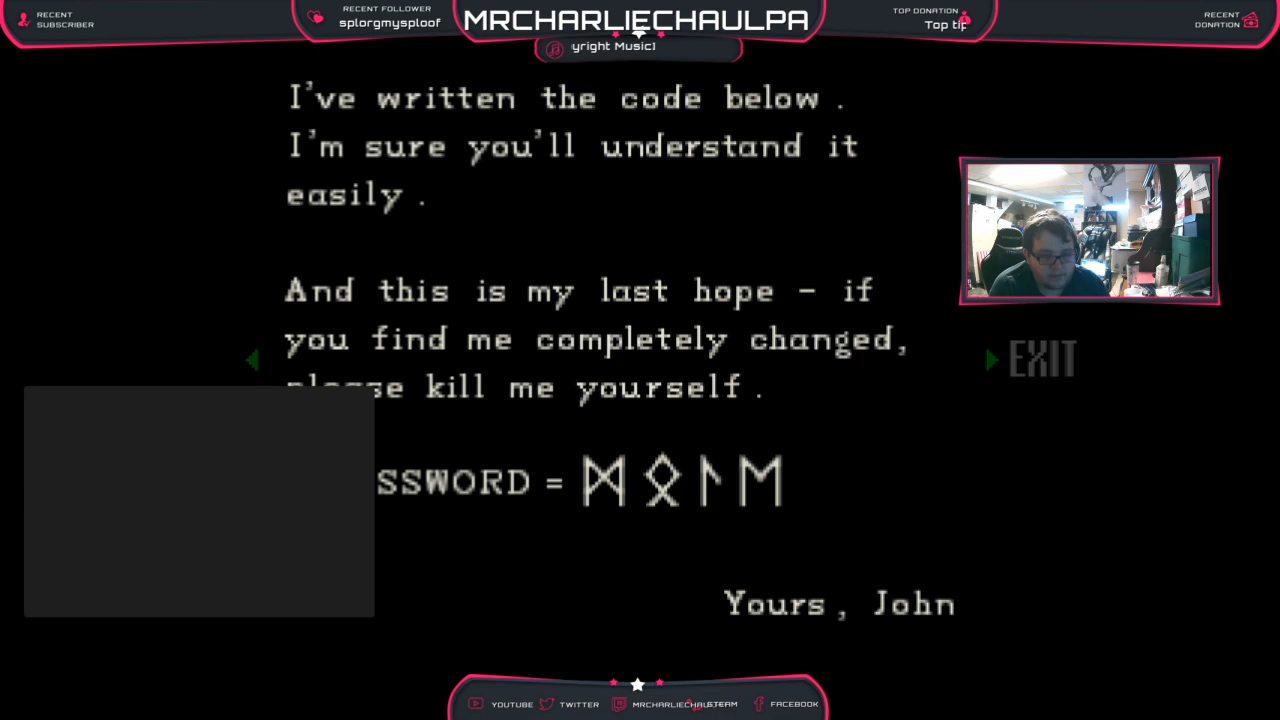 RECENT
SUBSCRIBER
RECENT FOLLOWER
splorgmysploof
MRCHARLIECHAULPA
yright Music]
TOP DONATION
Top tip
RECENT
DONATION
I've written the code below .
I'm sure you'll understand it
easily .
And this is my last hope - if
you find me completely changed,
please kill me yourself .
SSWORD = ᛞᛟᛚᛖ
Yours , John
EXIT
YOUTUBE
TWITTER
STEAM
FACEBOOK